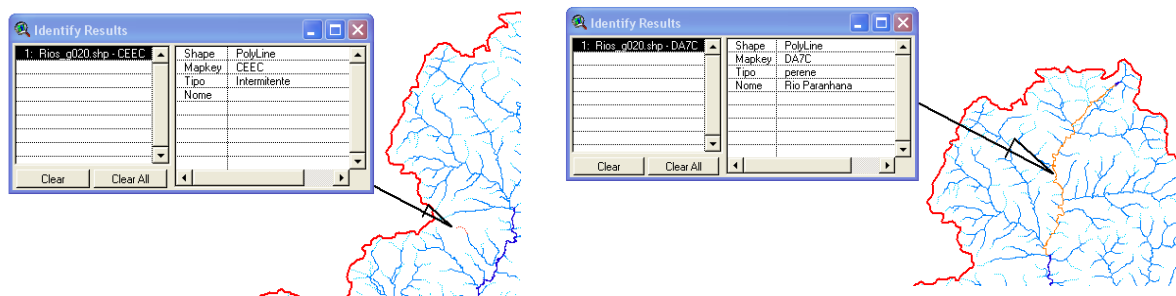 Identify Results
1: Rios_g020.shp - CEEC
Shape PolyLine
Mapkey CEEC
Tipo Intermitente
Nome
Clear Clear All
Identify Results
1: Rios_g020.shp - DA7C
Shape PolyLine
Mapkey DA7C
Tipo perene
Nome Rio Paranhana
Clear Clear All